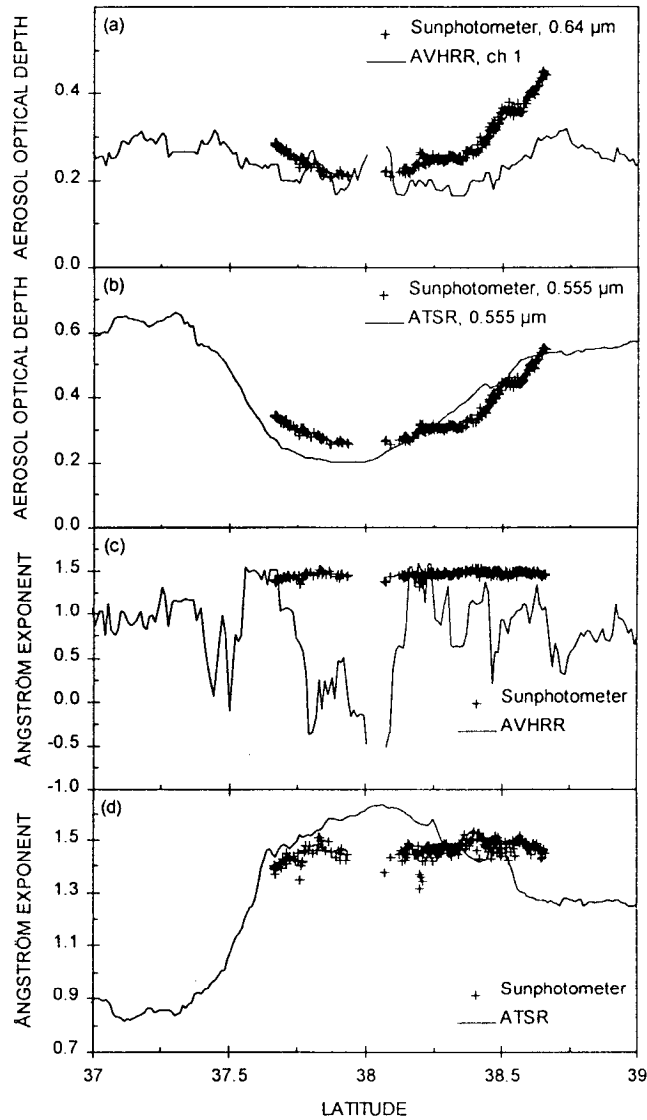 (a)
Sunphotometer, 0.64 µm
AVHRR, ch 1
AEROSOL OPTICAL DEPTH
0.4
0.2
0.0
(b)
Sunphotometer, 0.555 µm
ATSR, 0.555 µm
AEROSOL OPTICAL DEPTH
0.6
0.4
0.2
0.0
(c)
Sunphotometer
AVHRR
ÅNGSTRÖM EXPONENT
1.5
1.0
0.5
0.0
-0.5
-1.0
(d)
Sunphotometer
ATSR
ÅNGSTRÖM EXPONENT
1.5
1.3
1.1
0.9
0.7
37 37.5 38 38.5 39
LATITUDE